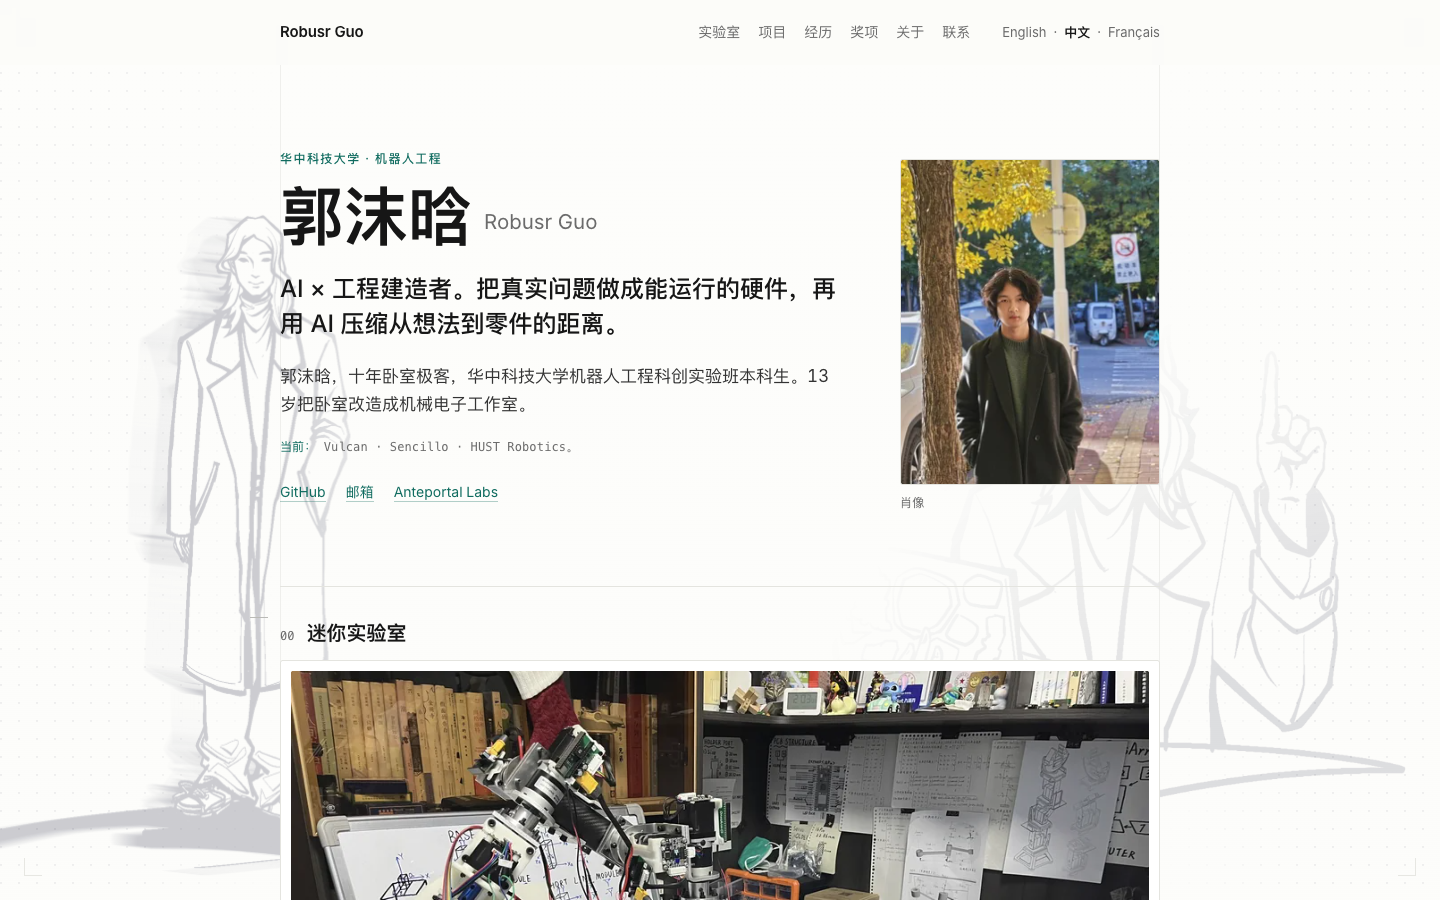 Robusr Guo
实验室 项目 经历 奖项 关于 联系 English · 中文 · Français
华中科技大学 · 机器人工程
郭沫晗 Robusr Guo
AI × 工程建造者。把真实问题做成能运行的硬件，再
用 AI 压缩从想法到零件的距离。
郭沫晗，十年卧室极客，华中科技大学机器人工程科创实验班本科生。13
岁把卧室改造成机械电子工作室。
当前： Vulcan · Sencillo · HUST Robotics。
GitHub 邮箱 Anteportal Labs
肖像
00 迷你实验室
BASE